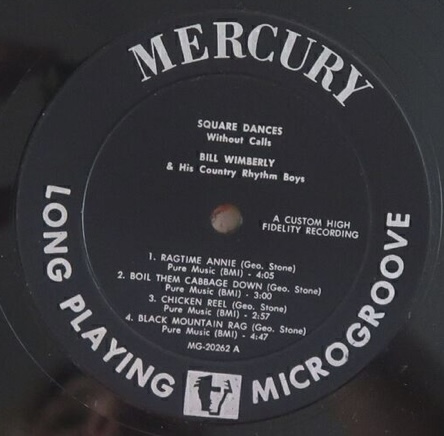 MERCURY
SQUARE DANCES
Without Calls
BILL WIMBERLY
& His Country Rhythm Boys
A CUSTOM HIGH
FIDELITY RECORDING
1. RAGTIME ANNIE (Geo. Stone)
Pure Music (BMI) - 4:05
2. BOIL THEM CABBAGE DOWN (Geo. Stone)
Pure Music (BMI) - 3:00
3. CHICKEN REEL (Geo. Stone)
Pure Music (BMI) - 2:57
4. BLACK MOUNTAIN RAG (Geo. Stone)
Pure Music (BMI) - 4:47
MG-20262 A
LONG PLAYING
MICROGROOVE